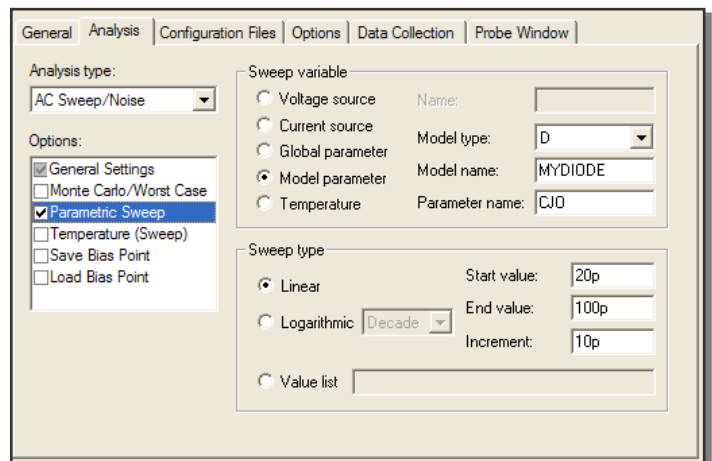 General Analysis Configuration Files Options Data Collection Probe Window
Analysis type:
AC Sweep/Noise
Options:
General Settings
Monte Carlo/Worst Case
Parametric Sweep
Temperature (Sweep)
Save Bias Point
Load Bias Point
Sweep variable
Voltage source
Current source
Global parameter
Model parameter
Temperature
Name:
Model type: D
Model name: MYDIODE
Parameter name: CJO
Sweep type
Linear
Logarithmic Decade
Value list
Start value: 20p
End value: 100p
Increment: 10p